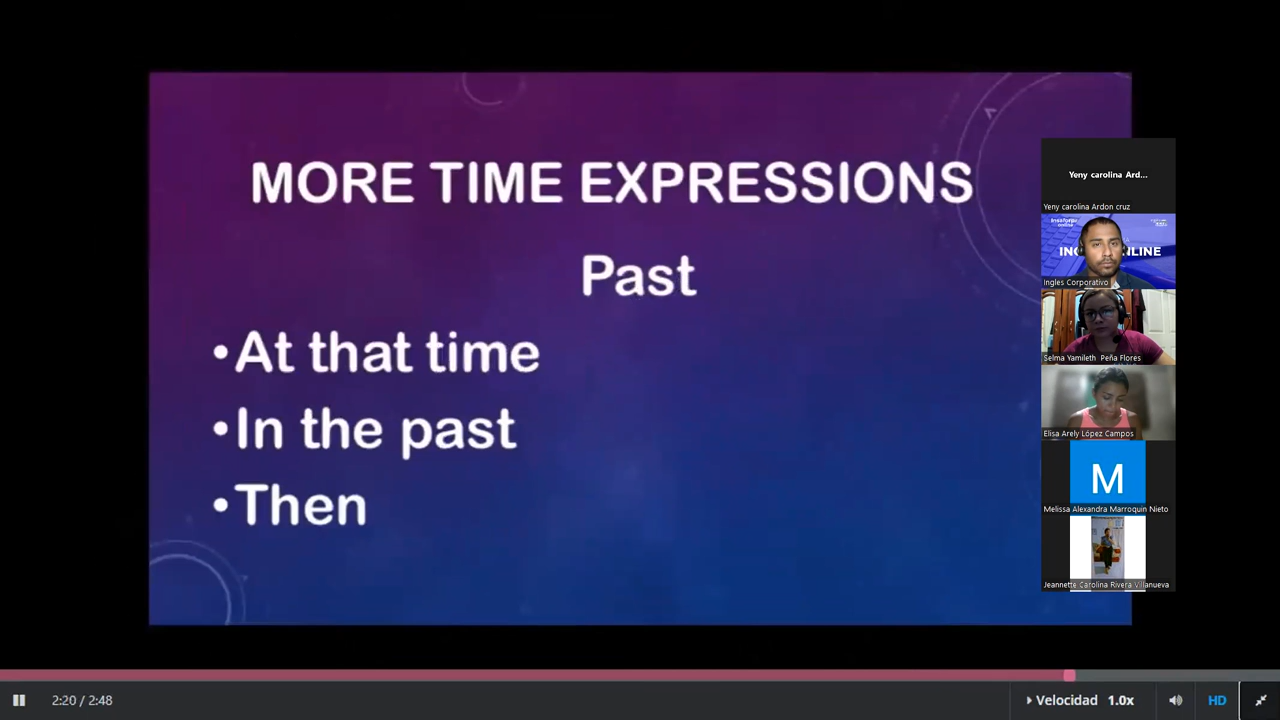 MORE TIME EXPRESSIONS
Past
•At that time
•In the past
•Then
Yeny carolina Ard...
Yeny carolina Ardon cruz
Ingles Corporativo
Selma Yamileth Peña Flores
Elisa Arely López Campos
M
Melissa Alexandra Marroquin Nieto
Jeannette Carolina Rivera Villanueva
2:20 / 2:48
Velocidad 1.0x
HD